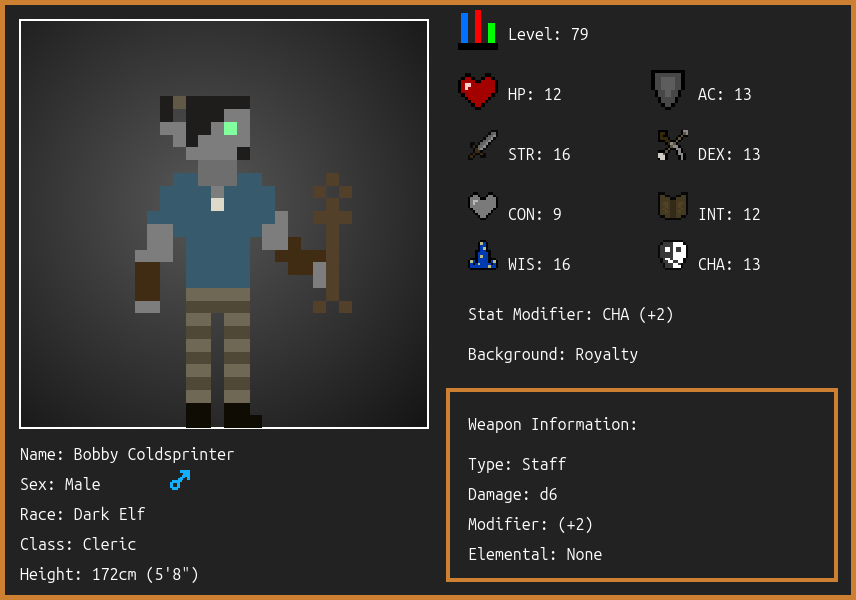 Level: 79
HP: 12
AC: 13
STR: 16
DEX: 13
CON: 9
INT: 12
WIS: 16
CHA: 13
Stat Modifier: CHA (+2)
Background: Royalty
Weapon Information:
Type: Staff
Damage: d6
Modifier: (+2)
Elemental: None
Name: Bobby Coldsprinter
Sex: Male
Race: Dark Elf
Class: Cleric
Height: 172cm (5'8")